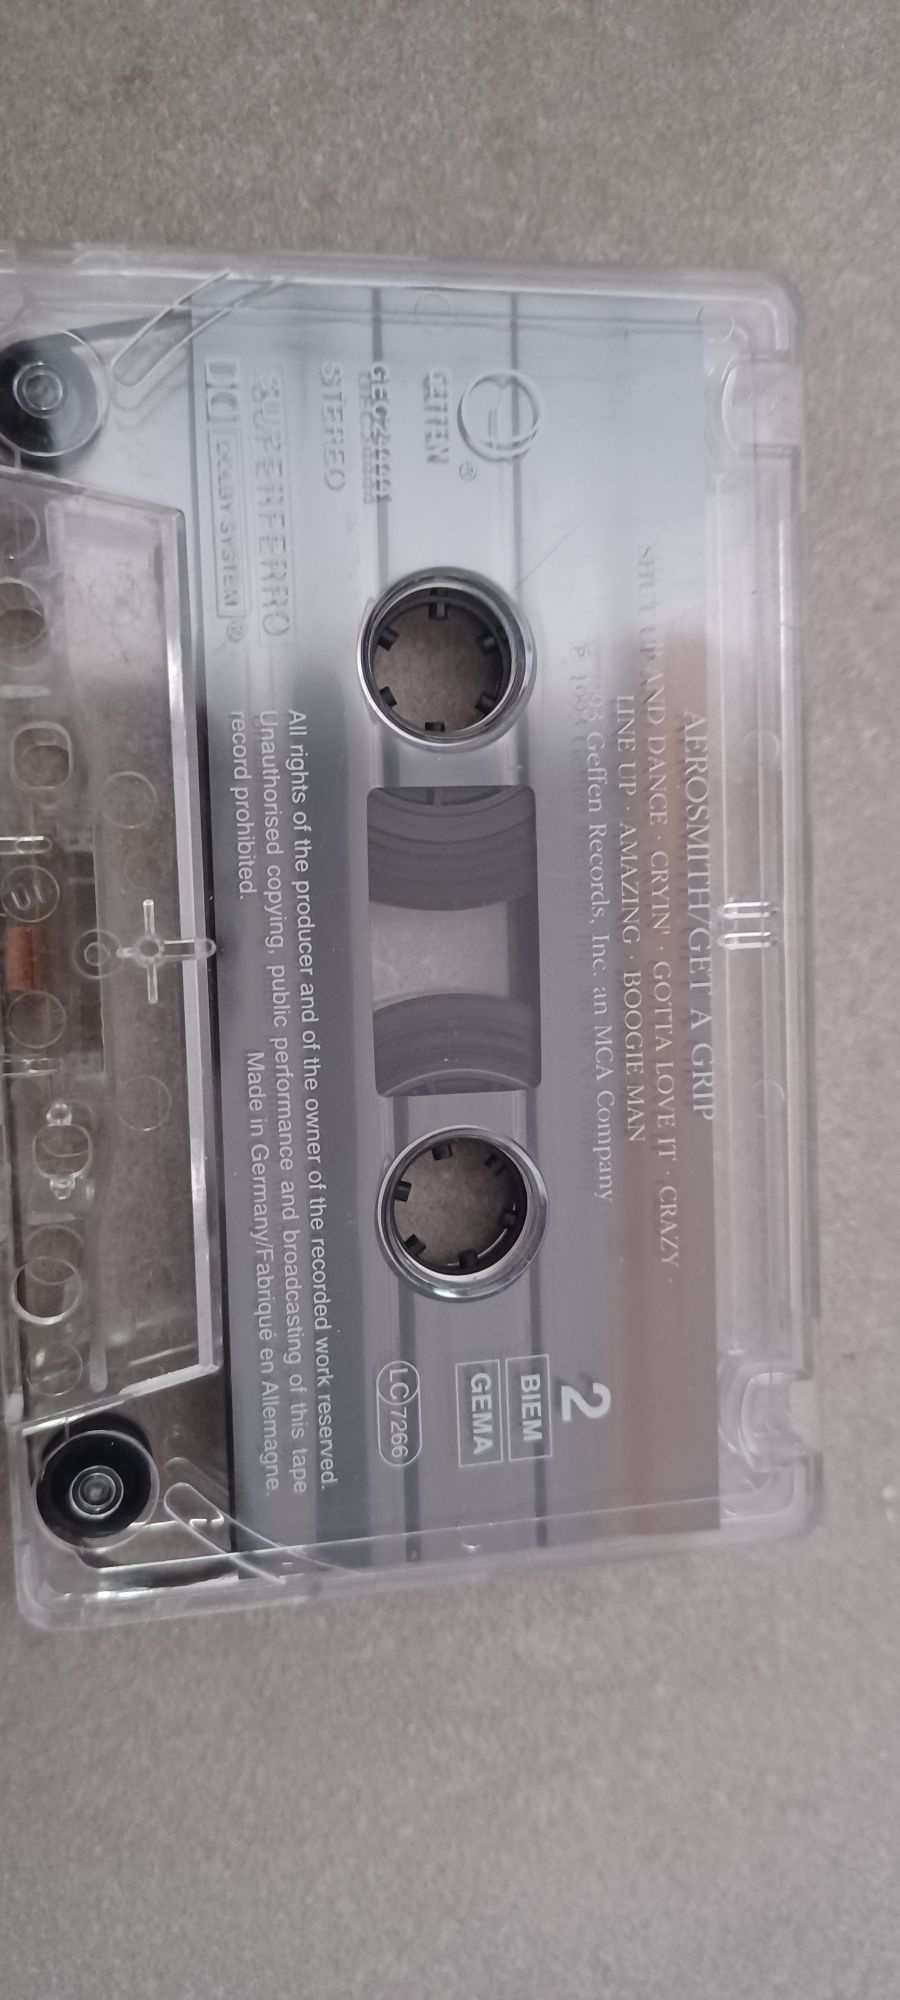 AEROSMITH/GET A GRIP
SHUT UP AND DANCE · CRYIN' · GOTTA LOVE IT · CRAZY ·
LINE UP · AMAZING · BOOGIE MAN
℗ 1993 Geffen Records, Inc. an MCA Company
2
GEFFEN
®
BIEM
GEMA
STEREO
LC 7266
SUPERFERRO
DOLBY SYSTEM ®
All rights of the producer and of the owner of the recorded work reserved.
Unauthorised copying, public performance and broadcasting of this tape
record prohibited.
Made in Germany/Fabriqué en Allemagne.